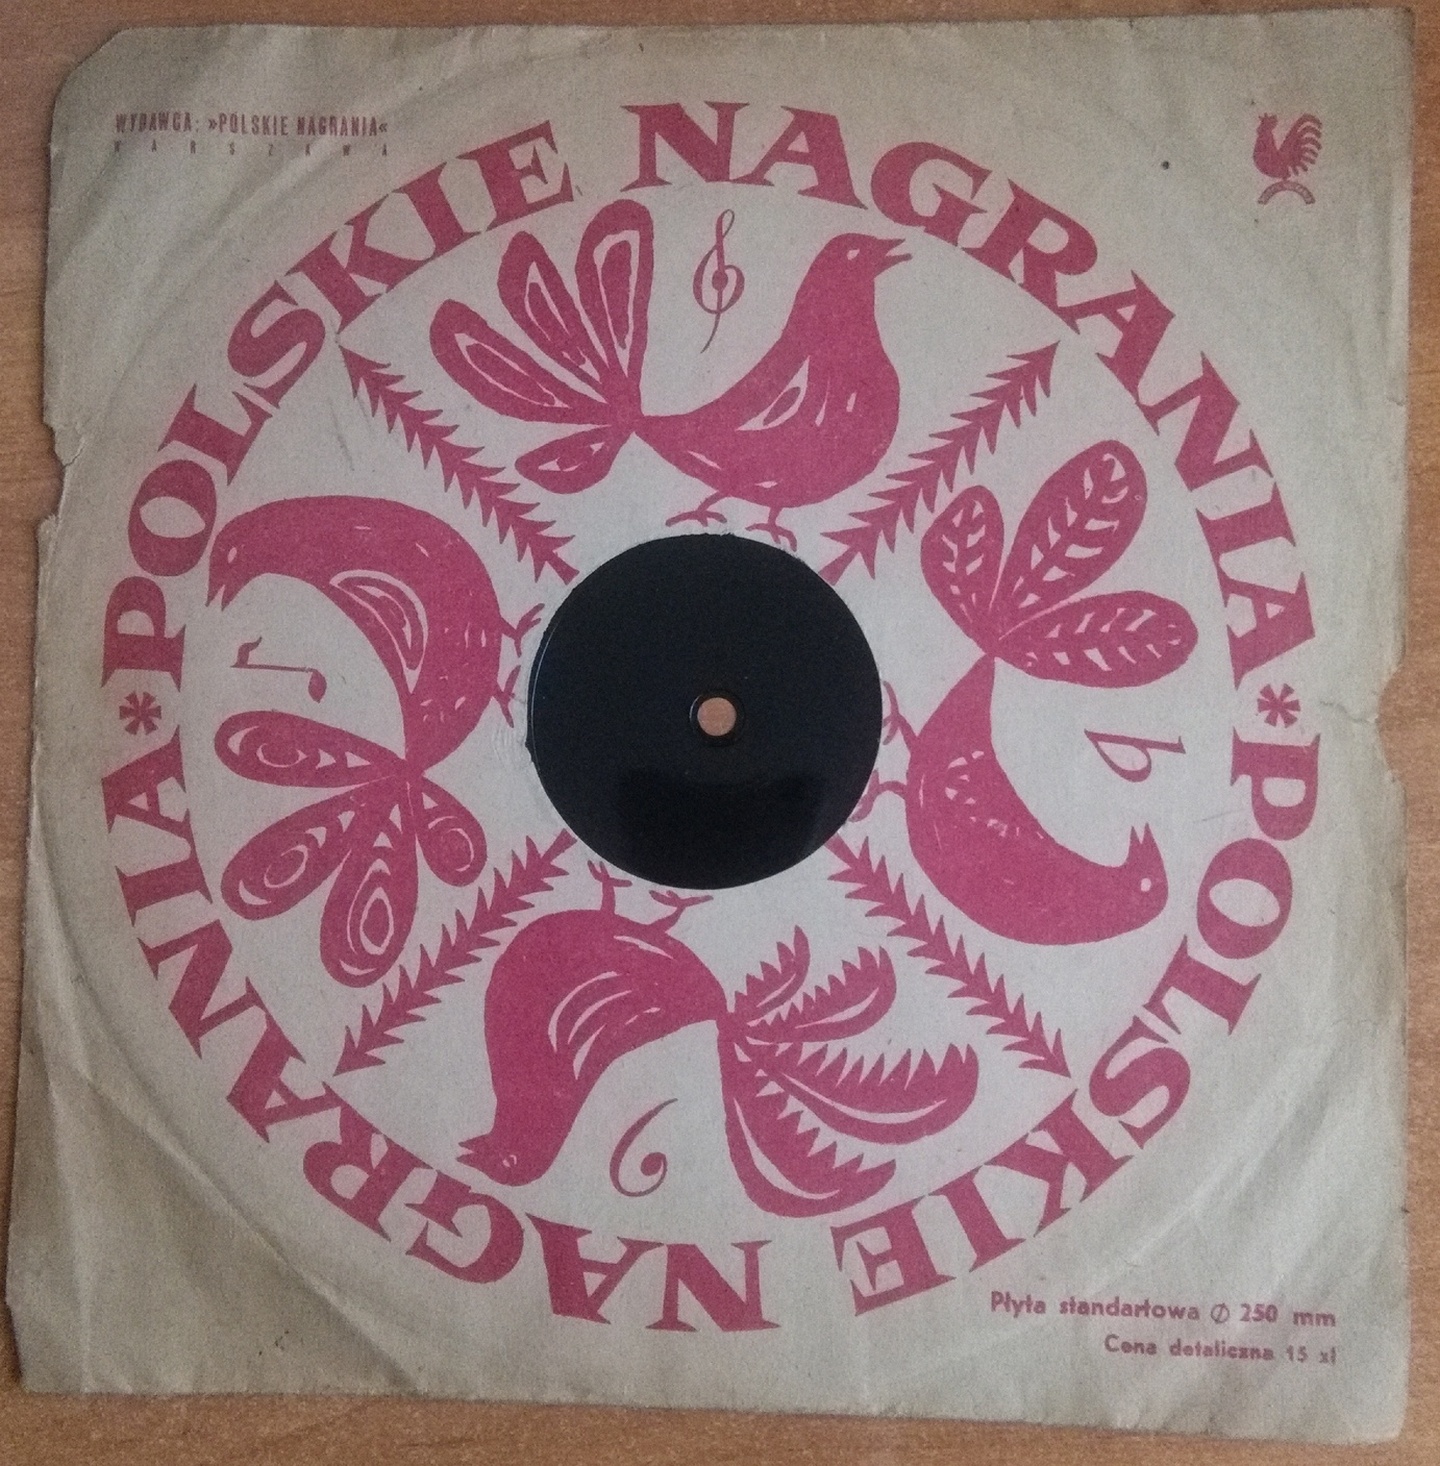 WYDAWCA: »POLSKIE NAGRANIA«
WARSZAWA
POLSKIE NAGRANIA * POLSKIE NAGRANIA *
Płyta standartowa ∅ 250 mm
Cena detaliczna 15 zł